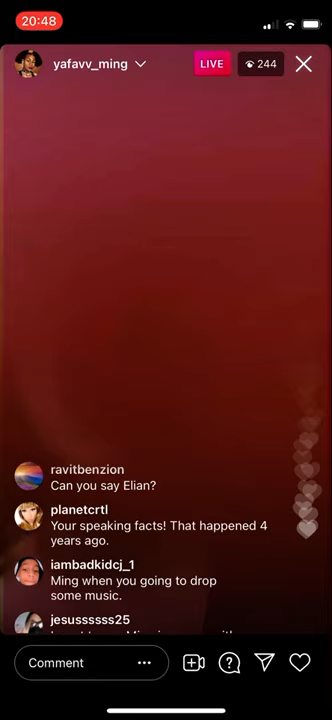 20:48
yafavv_ming
LIVE
244
ravitbenzion
Can you say Elian?
planetcrtl
Your speaking facts! That happened 4
years ago.
iambadkidcj_1
Ming when you going to drop
some music.
jesussssss25
Comment